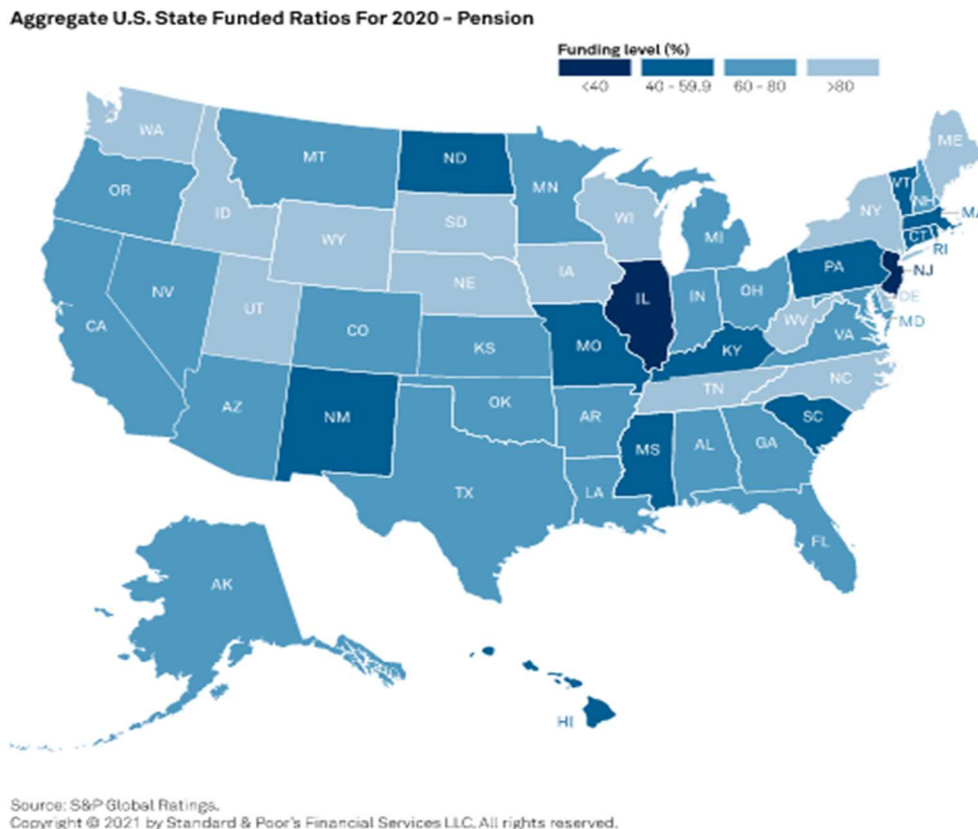 Aggregate U.S. State Funded Ratios For 2020 - Pension
Funding level (%)
<40 40 - 59.9 60 - 80 >80
WA
ME
MT
ND
VT
OR
MN
NH
ID
SD
WI
NY
MA
WY
MI
CT
RI
IA
PA
NJ
NE
NV
UT
IL
IN
OH
DE
CA
CO
WV
MD
KS
MO
KY
VA
NC
TN
AZ
OK
NM
AR
SC
MS
AL
GA
TX
LA
FL
AK
HI
Source: S&P Global Ratings.
Copyright © 2021 by Standard & Poor's Financial Services LLC. All rights reserved.